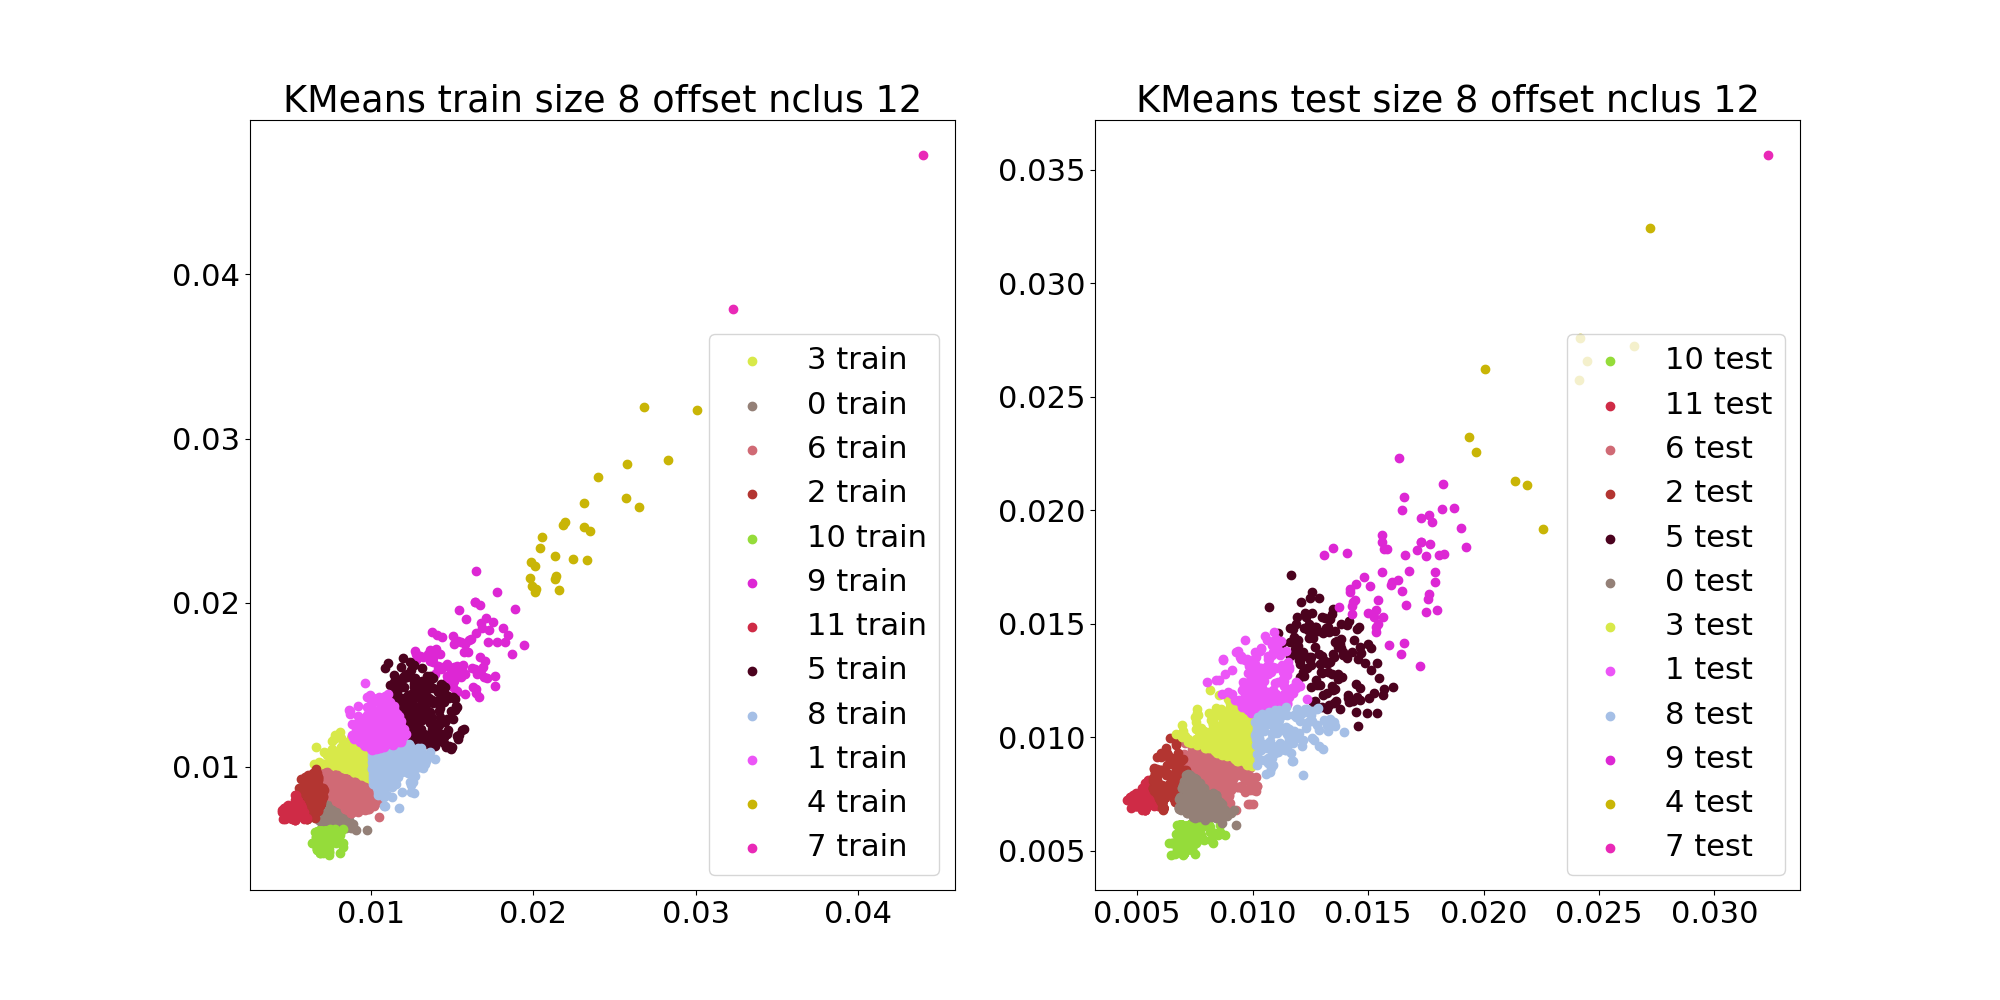 KMeans train size 8 offset nclus 12
0.04
0.03
0.02
0.01
0.01 0.02 0.03 0.04
3 train
0 train
6 train
2 train
10 train
9 train
11 train
5 train
8 train
1 train
4 train
7 train
KMeans test size 8 offset nclus 12
0.035
0.030
0.025
0.020
0.015
0.010
0.005
0.005 0.010 0.015 0.020 0.025 0.030
10 test
11 test
6 test
2 test
5 test
0 test
3 test
1 test
8 test
9 test
4 test
7 test